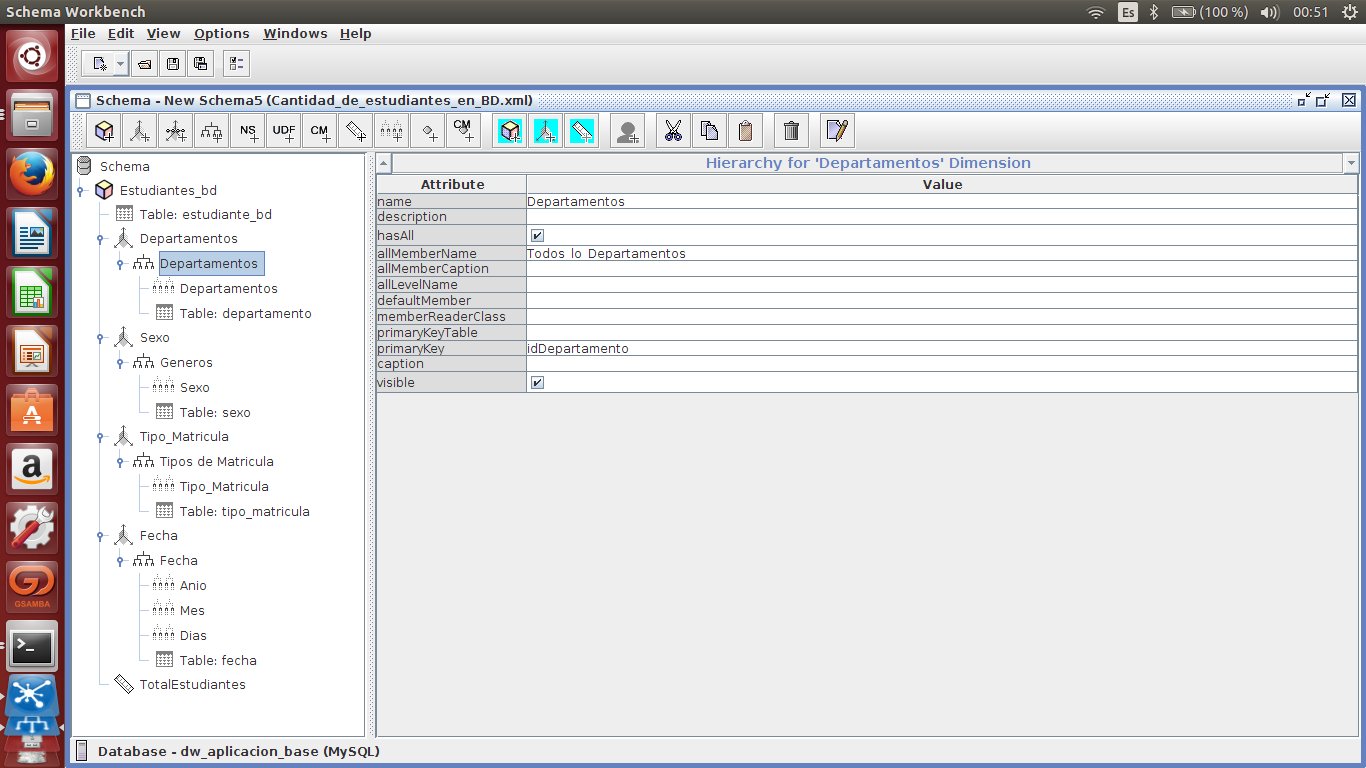 Schema Workbench
Es
(100 %)
00:51
File Edit View Options Windows Help
Schema - New Schema5 (Cantidad_de_estudiantes_en_BD.xml)
NS UDF CM CM
Schema
Estudiantes_bd
Table: estudiante_bd
Departamentos
Departamentos
Departamentos
Table: departamento
Sexo
Generos
Sexo
Table: sexo
Tipo_Matricula
Tipos de Matricula
Tipo_Matricula
Table: tipo_matricula
Fecha
Fecha
Anio
Mes
Dias
Table: fecha
TotalEstudiantes
Hierarchy for 'Departamentos' Dimension
Attribute Value
name Departamentos
description
hasAll
allMemberName Todos lo Departamentos
allMemberCaption
allLevelName
defaultMember
memberReaderClass
primaryKeyTable
primaryKey idDepartamento
caption
visible
GSAMBA
Database - dw_aplicacion_base (MySQL)